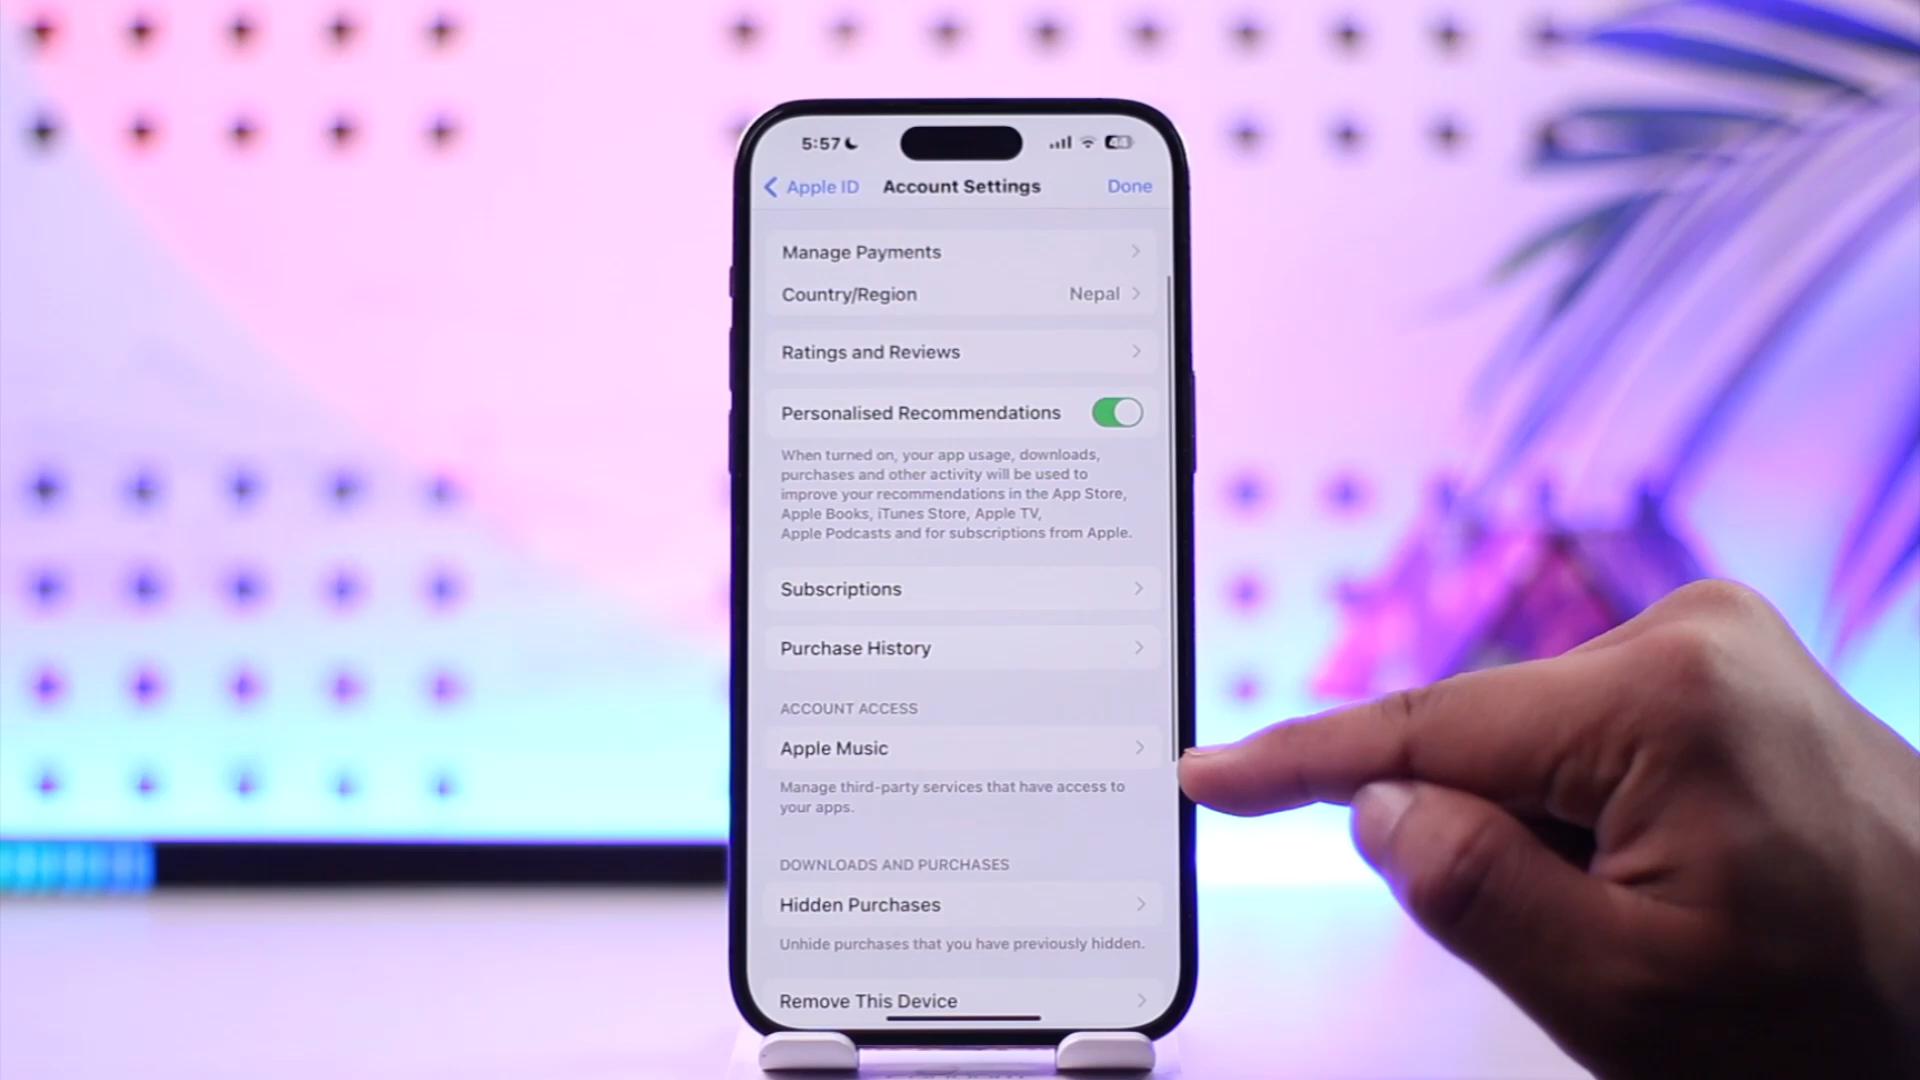 5:57
Apple ID
Account Settings
Done
Manage Payments
Country/Region
Nepal
Ratings and Reviews
Personalised Recommendations
When turned on, your app usage, downloads,
purchases and other activity will be used to
improve your recommendations in the App Store,
Apple Books, iTunes Store, Apple TV,
Apple Podcasts and for subscriptions from Apple.
Subscriptions
Purchase History
ACCOUNT ACCESS
Apple Music
Manage third-party services that have access to
your apps.
DOWNLOADS AND PURCHASES
Hidden Purchases
Unhide purchases that you have previously hidden.
Remove This Device